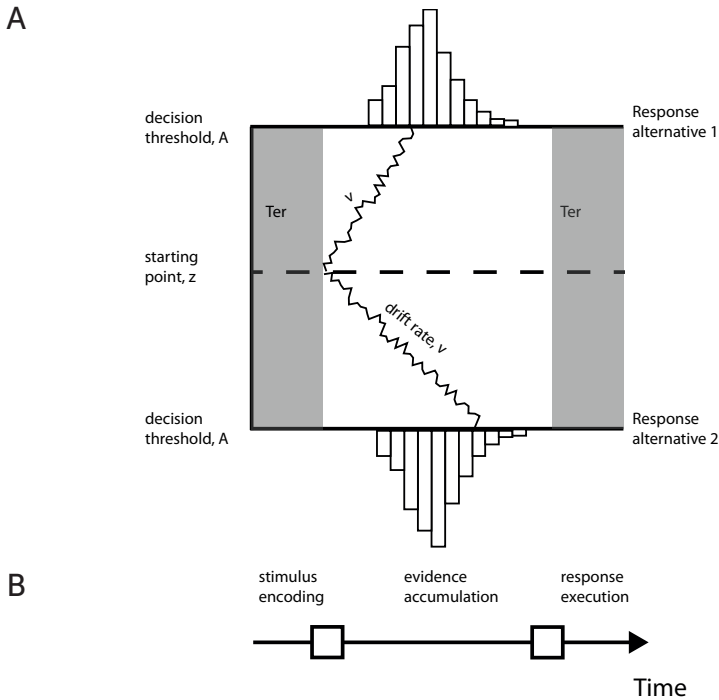 A
decision
threshold, A
Response
alternative 1
Ter
Ter
v
starting
point, z
drift rate, v
decision
threshold, A
Response
alternative 2
B
stimulus
encoding
evidence
accumulation
response
execution
Time